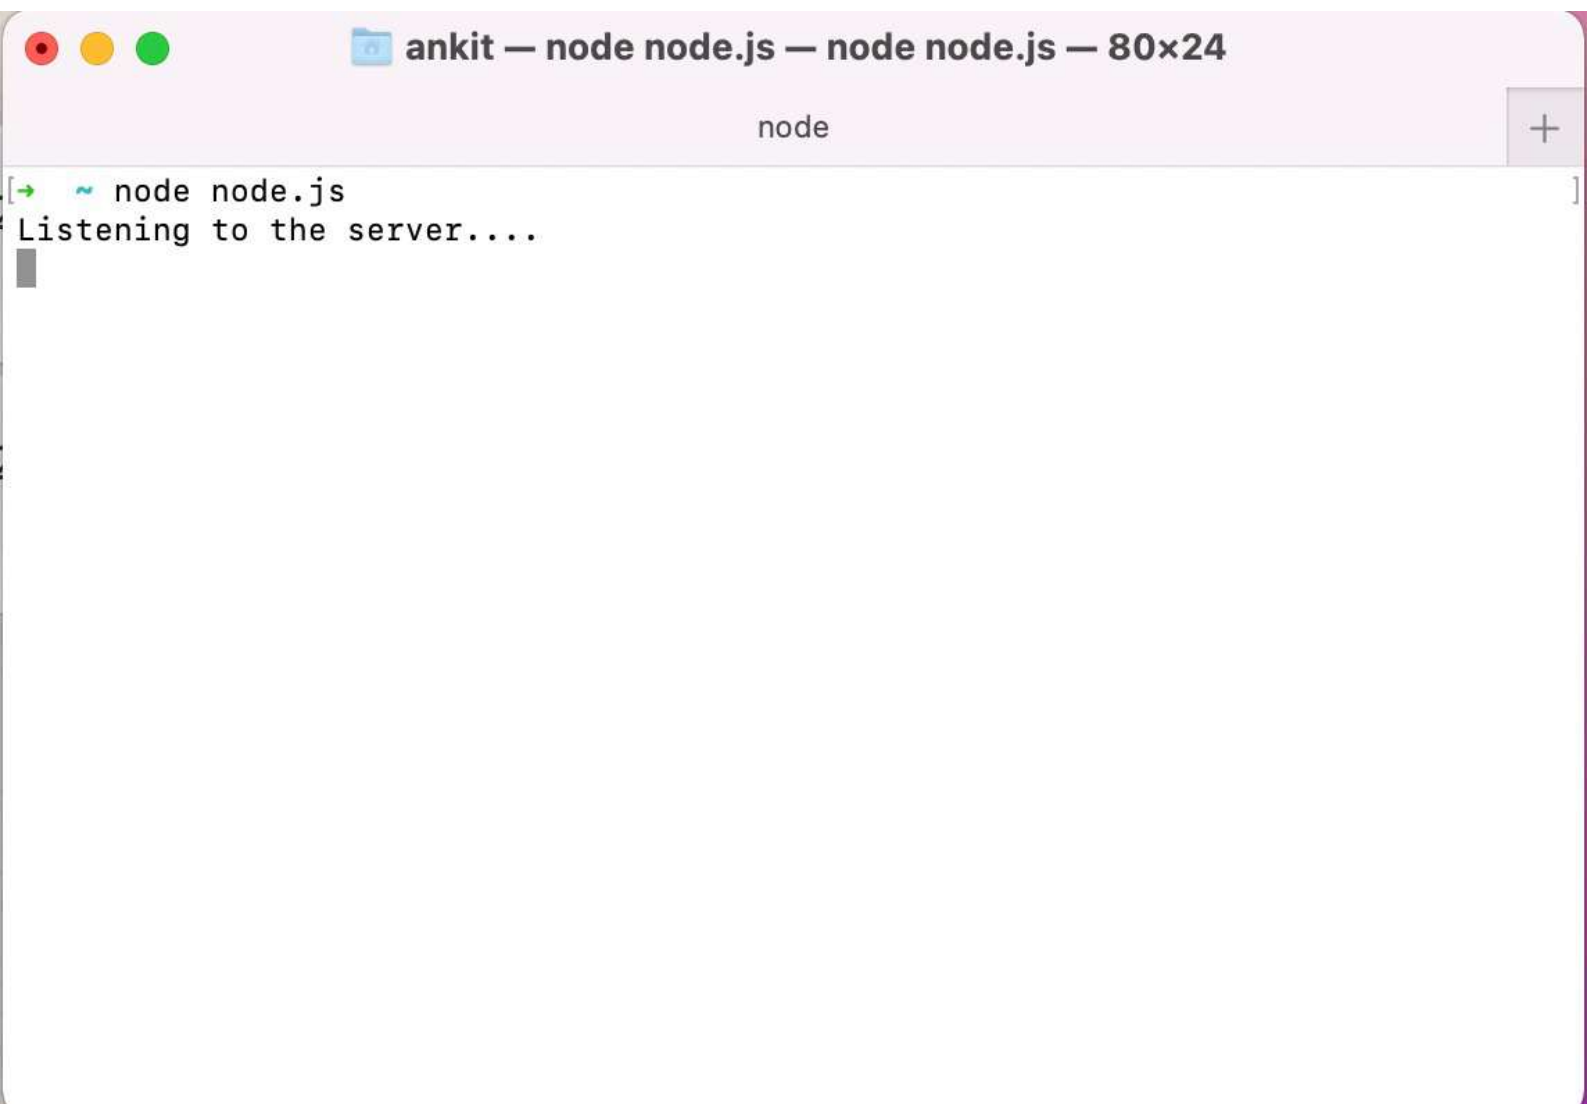 ankit — node node.js — node node.js — 80×24
node
[➜ ~ node node.js ]
Listening to the server....